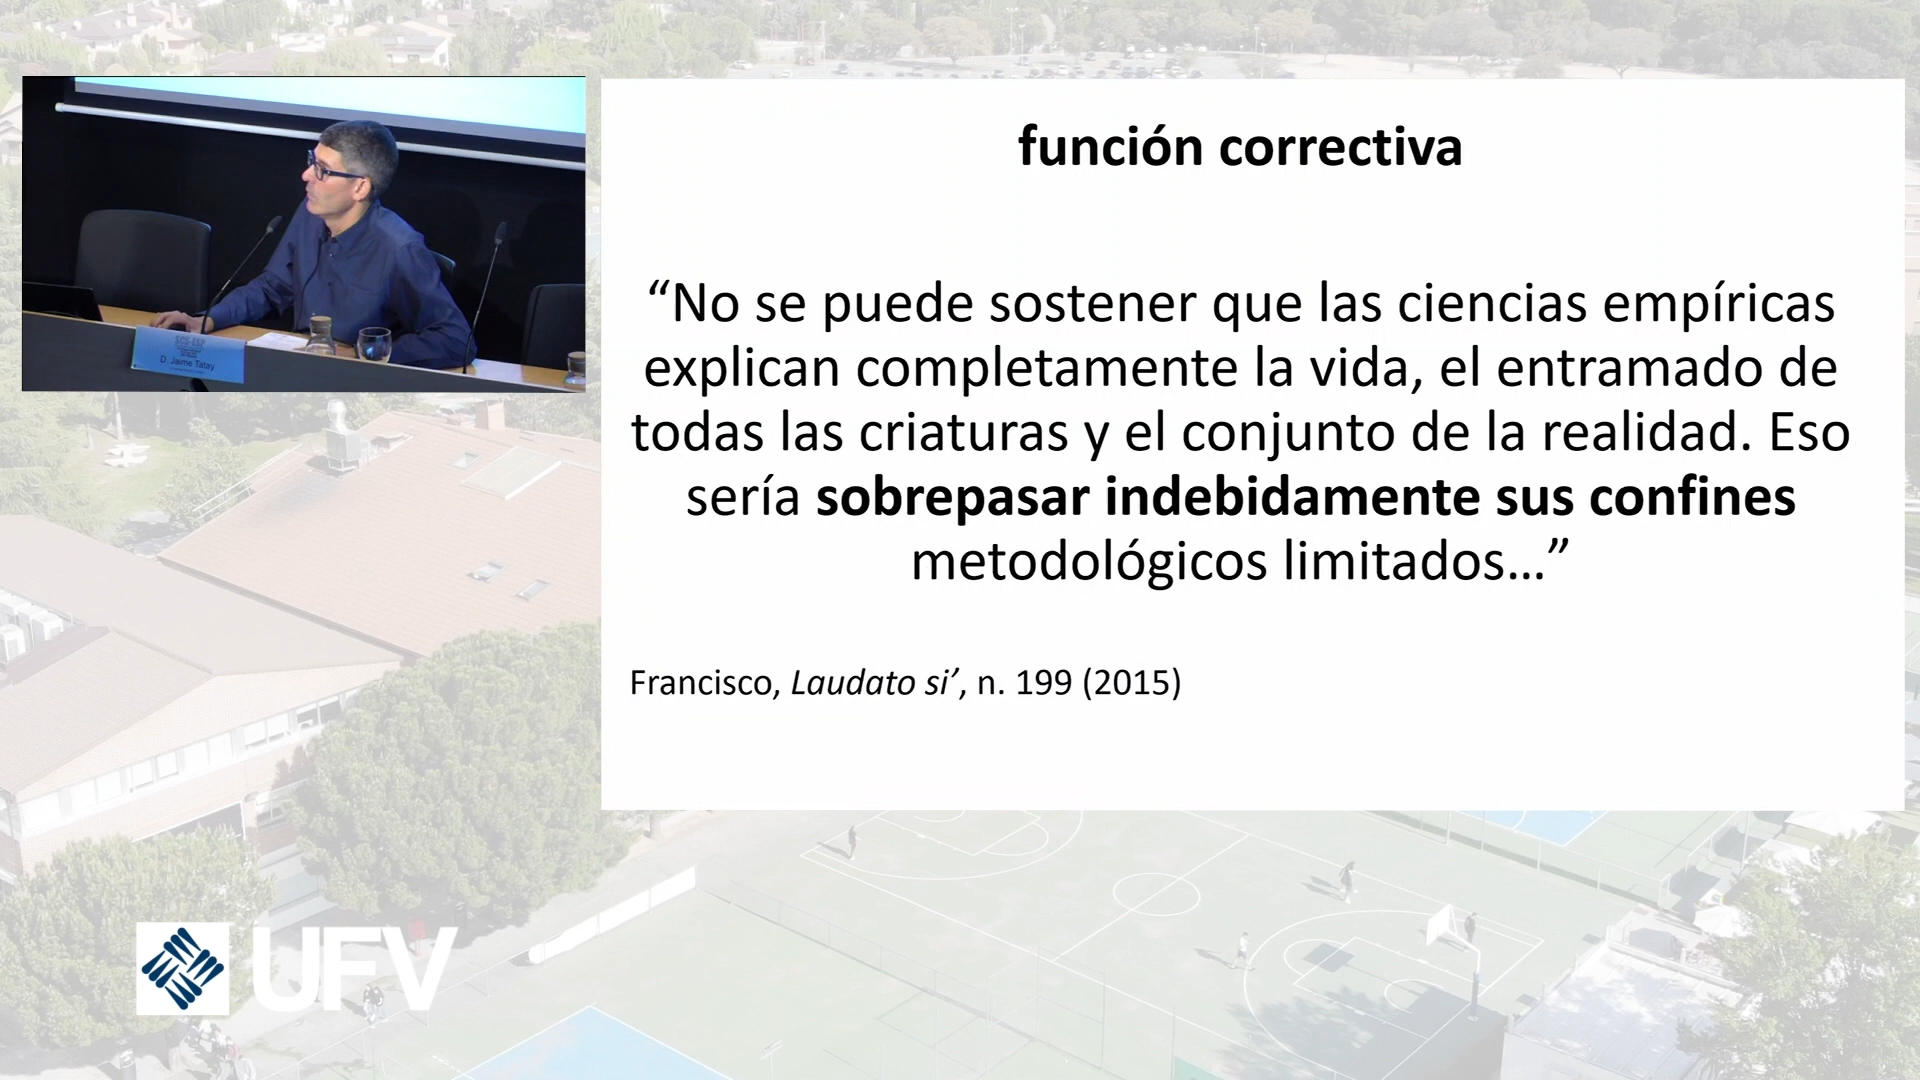 función correctiva
“No se puede sostener que las ciencias empíricas
explican completamente la vida, el entramado de
todas las criaturas y el conjunto de la realidad. Eso
sería sobrepasar indebidamente sus confines
metodológicos limitados…”
Francisco, Laudato si’, n. 199 (2015)
SCS-ESP
D. Jaime Tatay
UFV